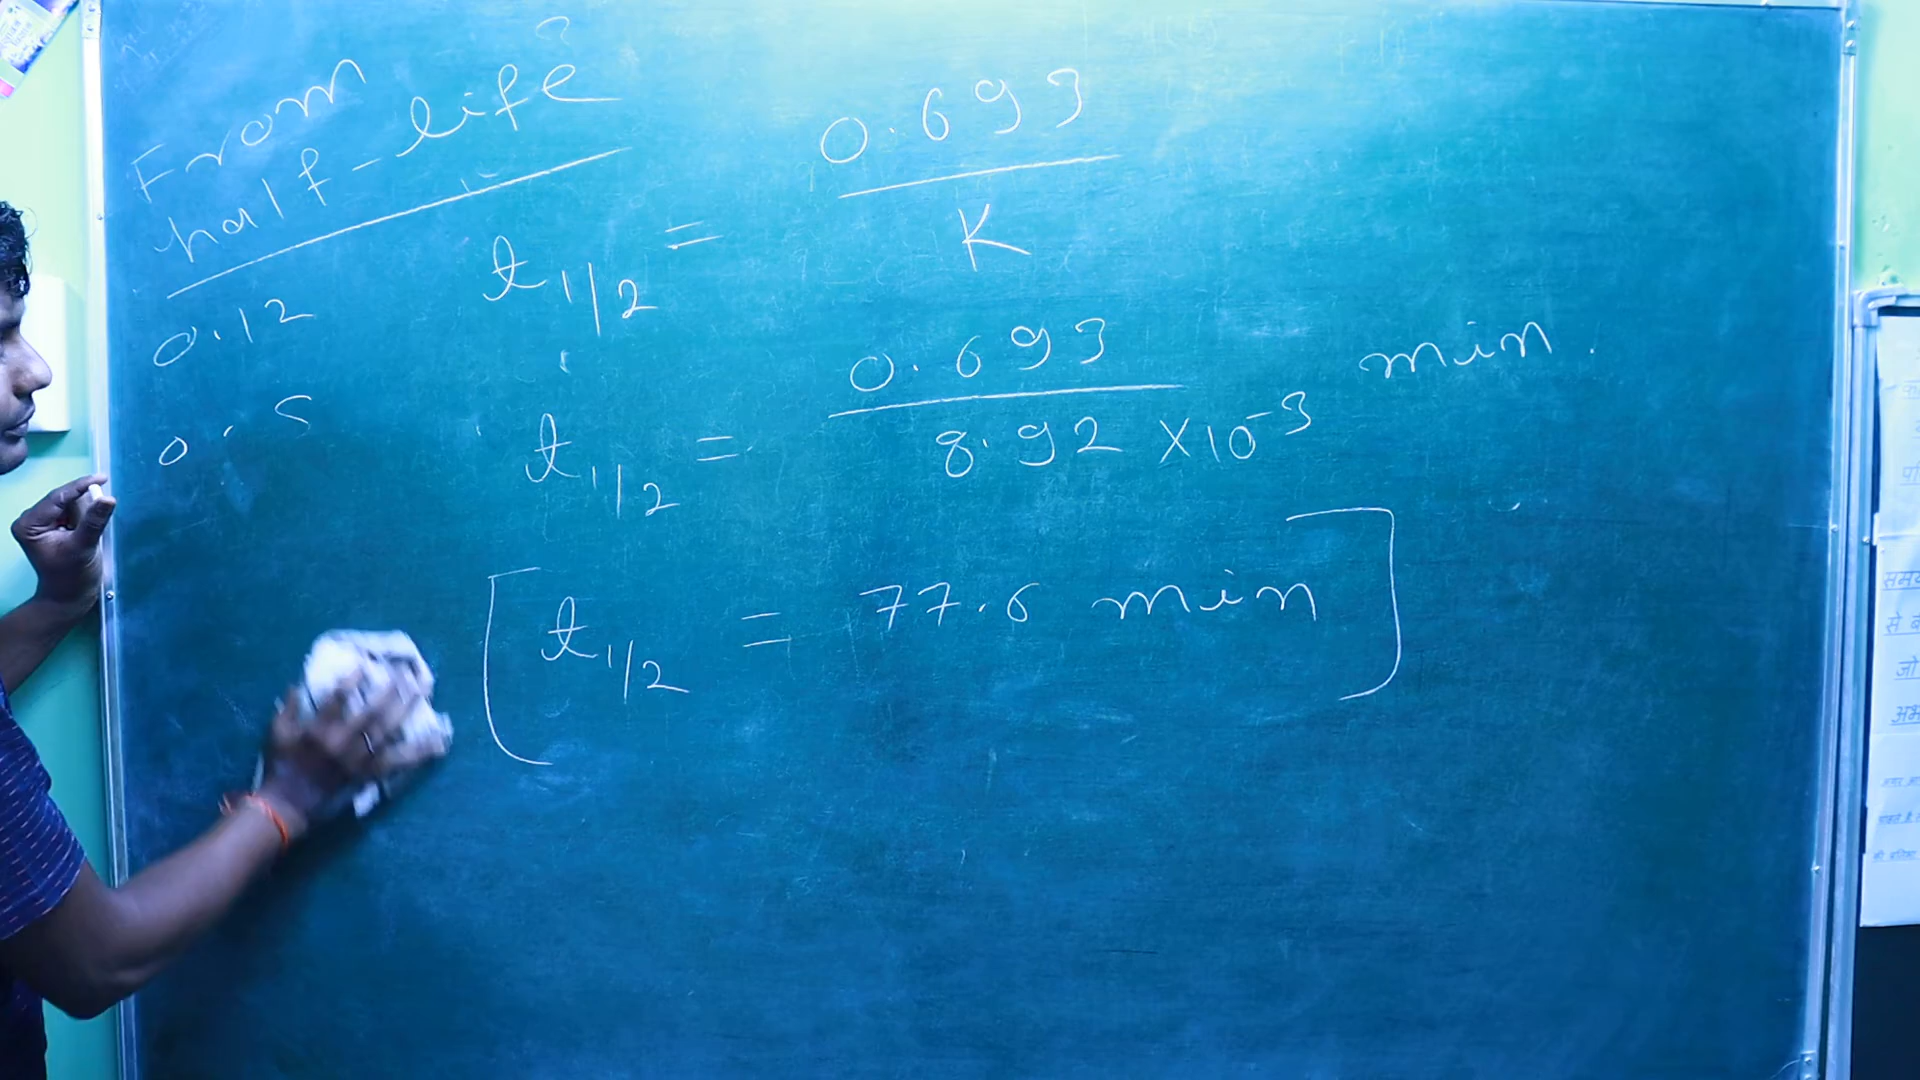 From
half-life
t1/2 = 0.693 / K
0.12
t1/2 = 0.693 / 8.92 ×10⁻³ min.
0.5
[ t1/2 = 77.6 min ]
समय
से
जो